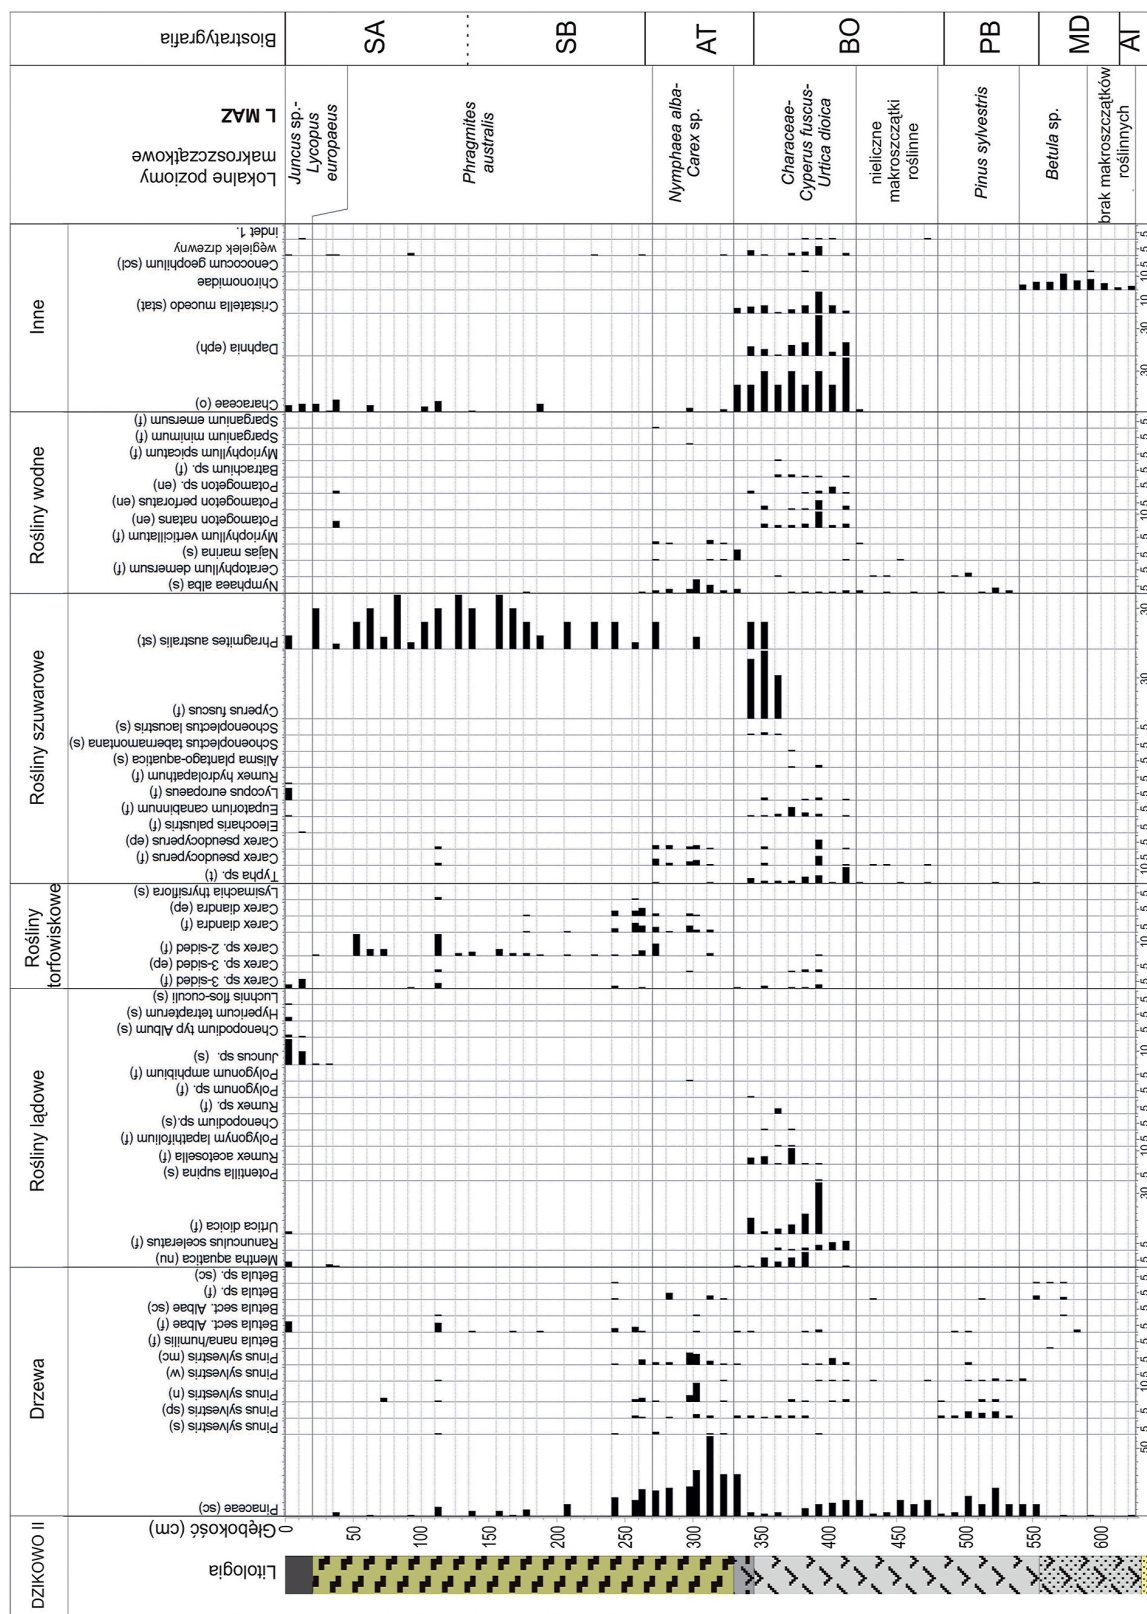 DZIKOWO II
Drzewa
Rośliny lądowe
Rośliny torfowiskowe
Rośliny szuwarowe
Rośliny wodne
Inne
Litologia
Głębokość (cm)
Pinaceae (sc)
Pinus sylvestris (s)
Pinus sylvestris (sp)
Pinus sylvestris (n)
Pinus sylvestris (w)
Pinus sylvestris (mc)
Betula nana/humilis (f)
Betula sect. Albae (f)
Betula sect. Albae (sc)
Betula sp. (f)
Betula sp. (sc)
Mentha aquatica (nu)
Ranunculus sceleratus (f)
Urtica dioica (f)
Potentilla supina (s)
Rumex acetosella (f)
Polygonum lapathifolium (f)
Chenopodium sp.(s)
Rumex sp. (f)
Polygonum sp. (f)
Polygonum amphibium (f)
Juncus sp. (s)
Chenopodium typ Album (s)
Hypericum tetrapterum (s)
Luchnis flos-cuculi (s)
Carex sp. 3-sided (f)
Carex sp. 3-sided (ep)
Carex sp. 2-sided (f)
Carex diandra (f)
Carex diandra (ep)
Lysimachia thyrsiflora (s)
Typha sp. (t)
Carex pseudocyperus (f)
Carex pseudocyperus (ep)
Eleocharis palustris (f)
Eupatorium canabinnum (f)
Lycopus europaeus (f)
Rumex hydrolapathum (f)
Alisma plantago-aquatica (s)
Schoenoplectus tabernamontana (s)
Schoenoplectus lacustris (s)
Cyperus fuscus (f)
Phragmites australis (st)
Nymphaea alba (s)
Ceratophyllum demersum (f)
Najas marina (s)
Myriophyllum verticillatum (f)
Potamogeton natans (en)
Potamogeton perforatus (en)
Potamogeton sp. (en)
Batrachium sp. (f)
Myriophyllum spicatum (f)
Sparganium minimum (f)
Sparganium emersum (f)
Characeae (o)
Daphnia (eph)
Cristatella mucedo (stat)
Chironomidae
Cenococcum geophilum (scl)
węgielek drzewny
indet 1.
Lokalne poziomy
makroszczątkowe
L MAZ
Biostratygrafia
0
50
100
150
200
250
300
350
400
450
500
550
600
Juncus sp.-
Lycopus
europaeus
Phragmites
australis
Nymphaea alba-
Carex sp.
Characeae-
Cyperus fuscus-
Urtica dioica
nieliczne
makroszczątki
roślinne
Pinus sylvestris
Betula sp.
brak makroszczątków
roślinnych
SA
SB
AT
BO
PB
MD
Al